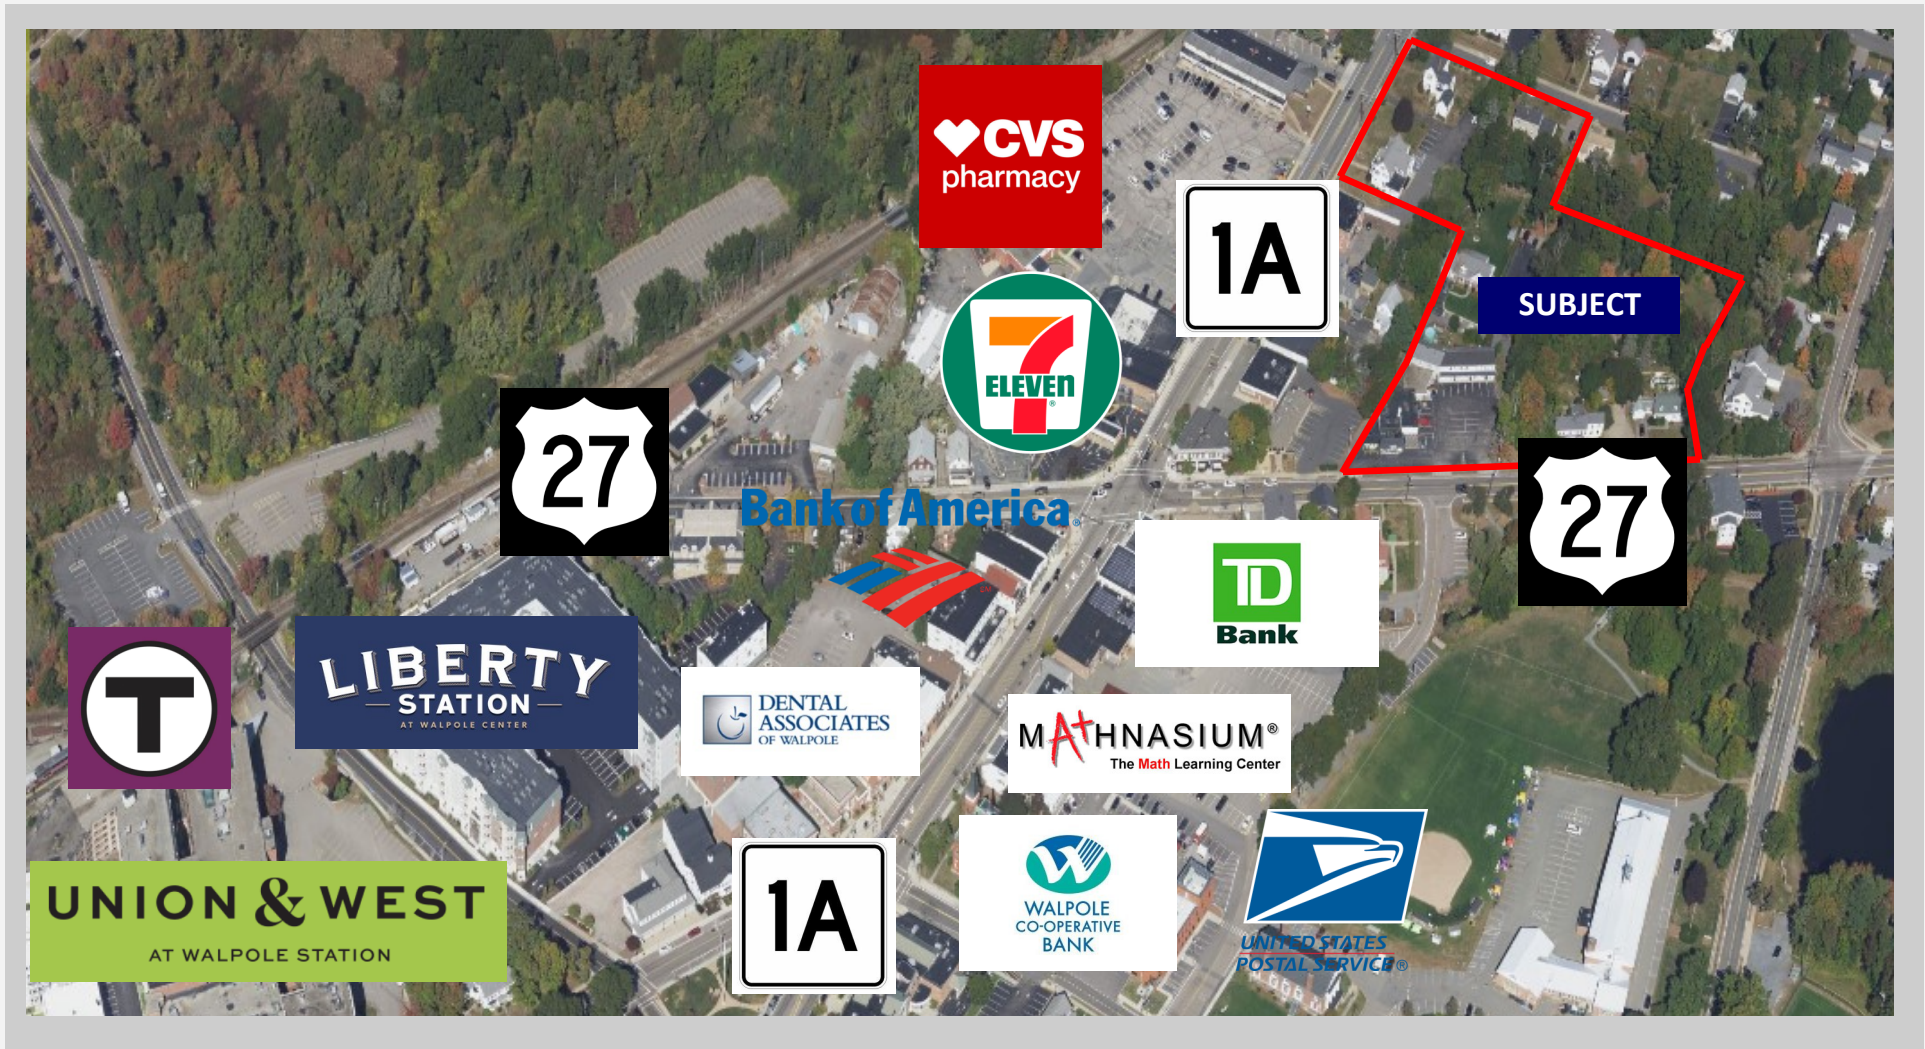 CVS
pharmacy
1A
7
ELEVEN
®
SUBJECT
27
27
Bank of America®
SM
TD
Bank
T
LIBERTY
STATION
AT WALPOLE CENTER
DENTAL
ASSOCIATES
OF WALPOLE
MATHNASIUM®
The Math Learning Center
1A
W
WALPOLE
CO-OPERATIVE
BANK
UNITED STATES
POSTAL SERVICE®
UNION & WEST
AT WALPOLE STATION